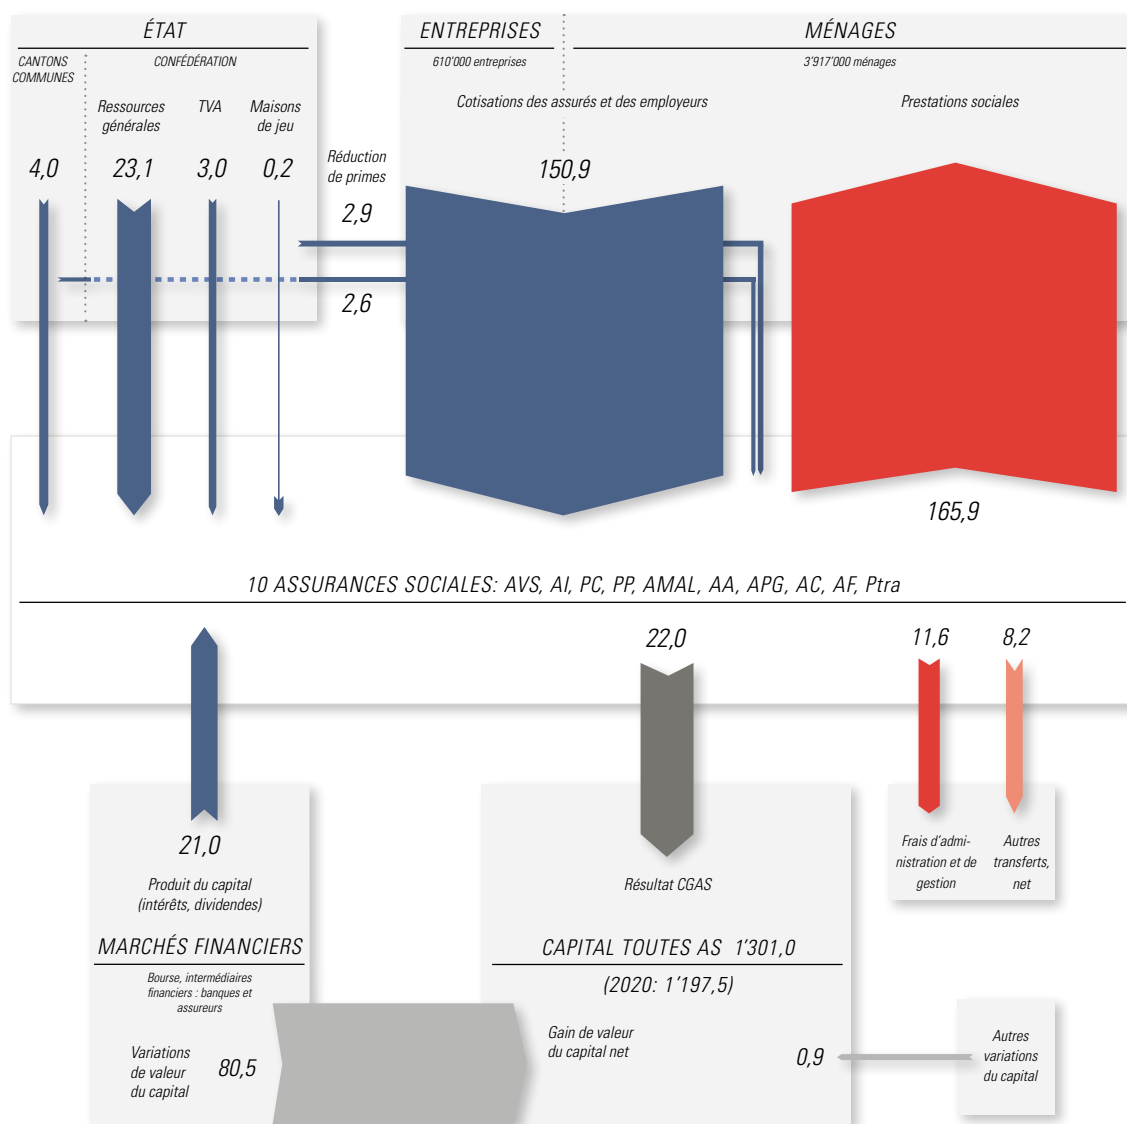 ÉTAT
CANTONS
COMMUNES
CONFÉDÉRATION
Ressources
générales
TVA
Maisons
de jeu
4,0
23,1
3,0
0,2
Réduction
de primes
2,9
2,6
ENTREPRISES
610’000 entreprises
MÉNAGES
3’917’000 ménages
Cotisations des assurés et des employeurs
150,9
Prestations sociales
165,9
10 ASSURANCES SOCIALES: AVS, AI, PC, PP, AMAL, AA, APG, AC, AF, Ptra
22,0
11,6
8,2
21,0
Produit du capital
(intérêts, dividendes)
Résultat CGAS
Frais d’admi-
nistration et de
gestion
Autres
transferts,
net
MARCHÉS FINANCIERS
Bourse, intermédiaires
financiers : banques et
assureurs
CAPITAL TOUTES AS 1’301,0
(2020: 1’197,5)
Variations
de valeur
du capital
80,5
Gain de valeur
du capital net
0,9
Autres
variations
du capital